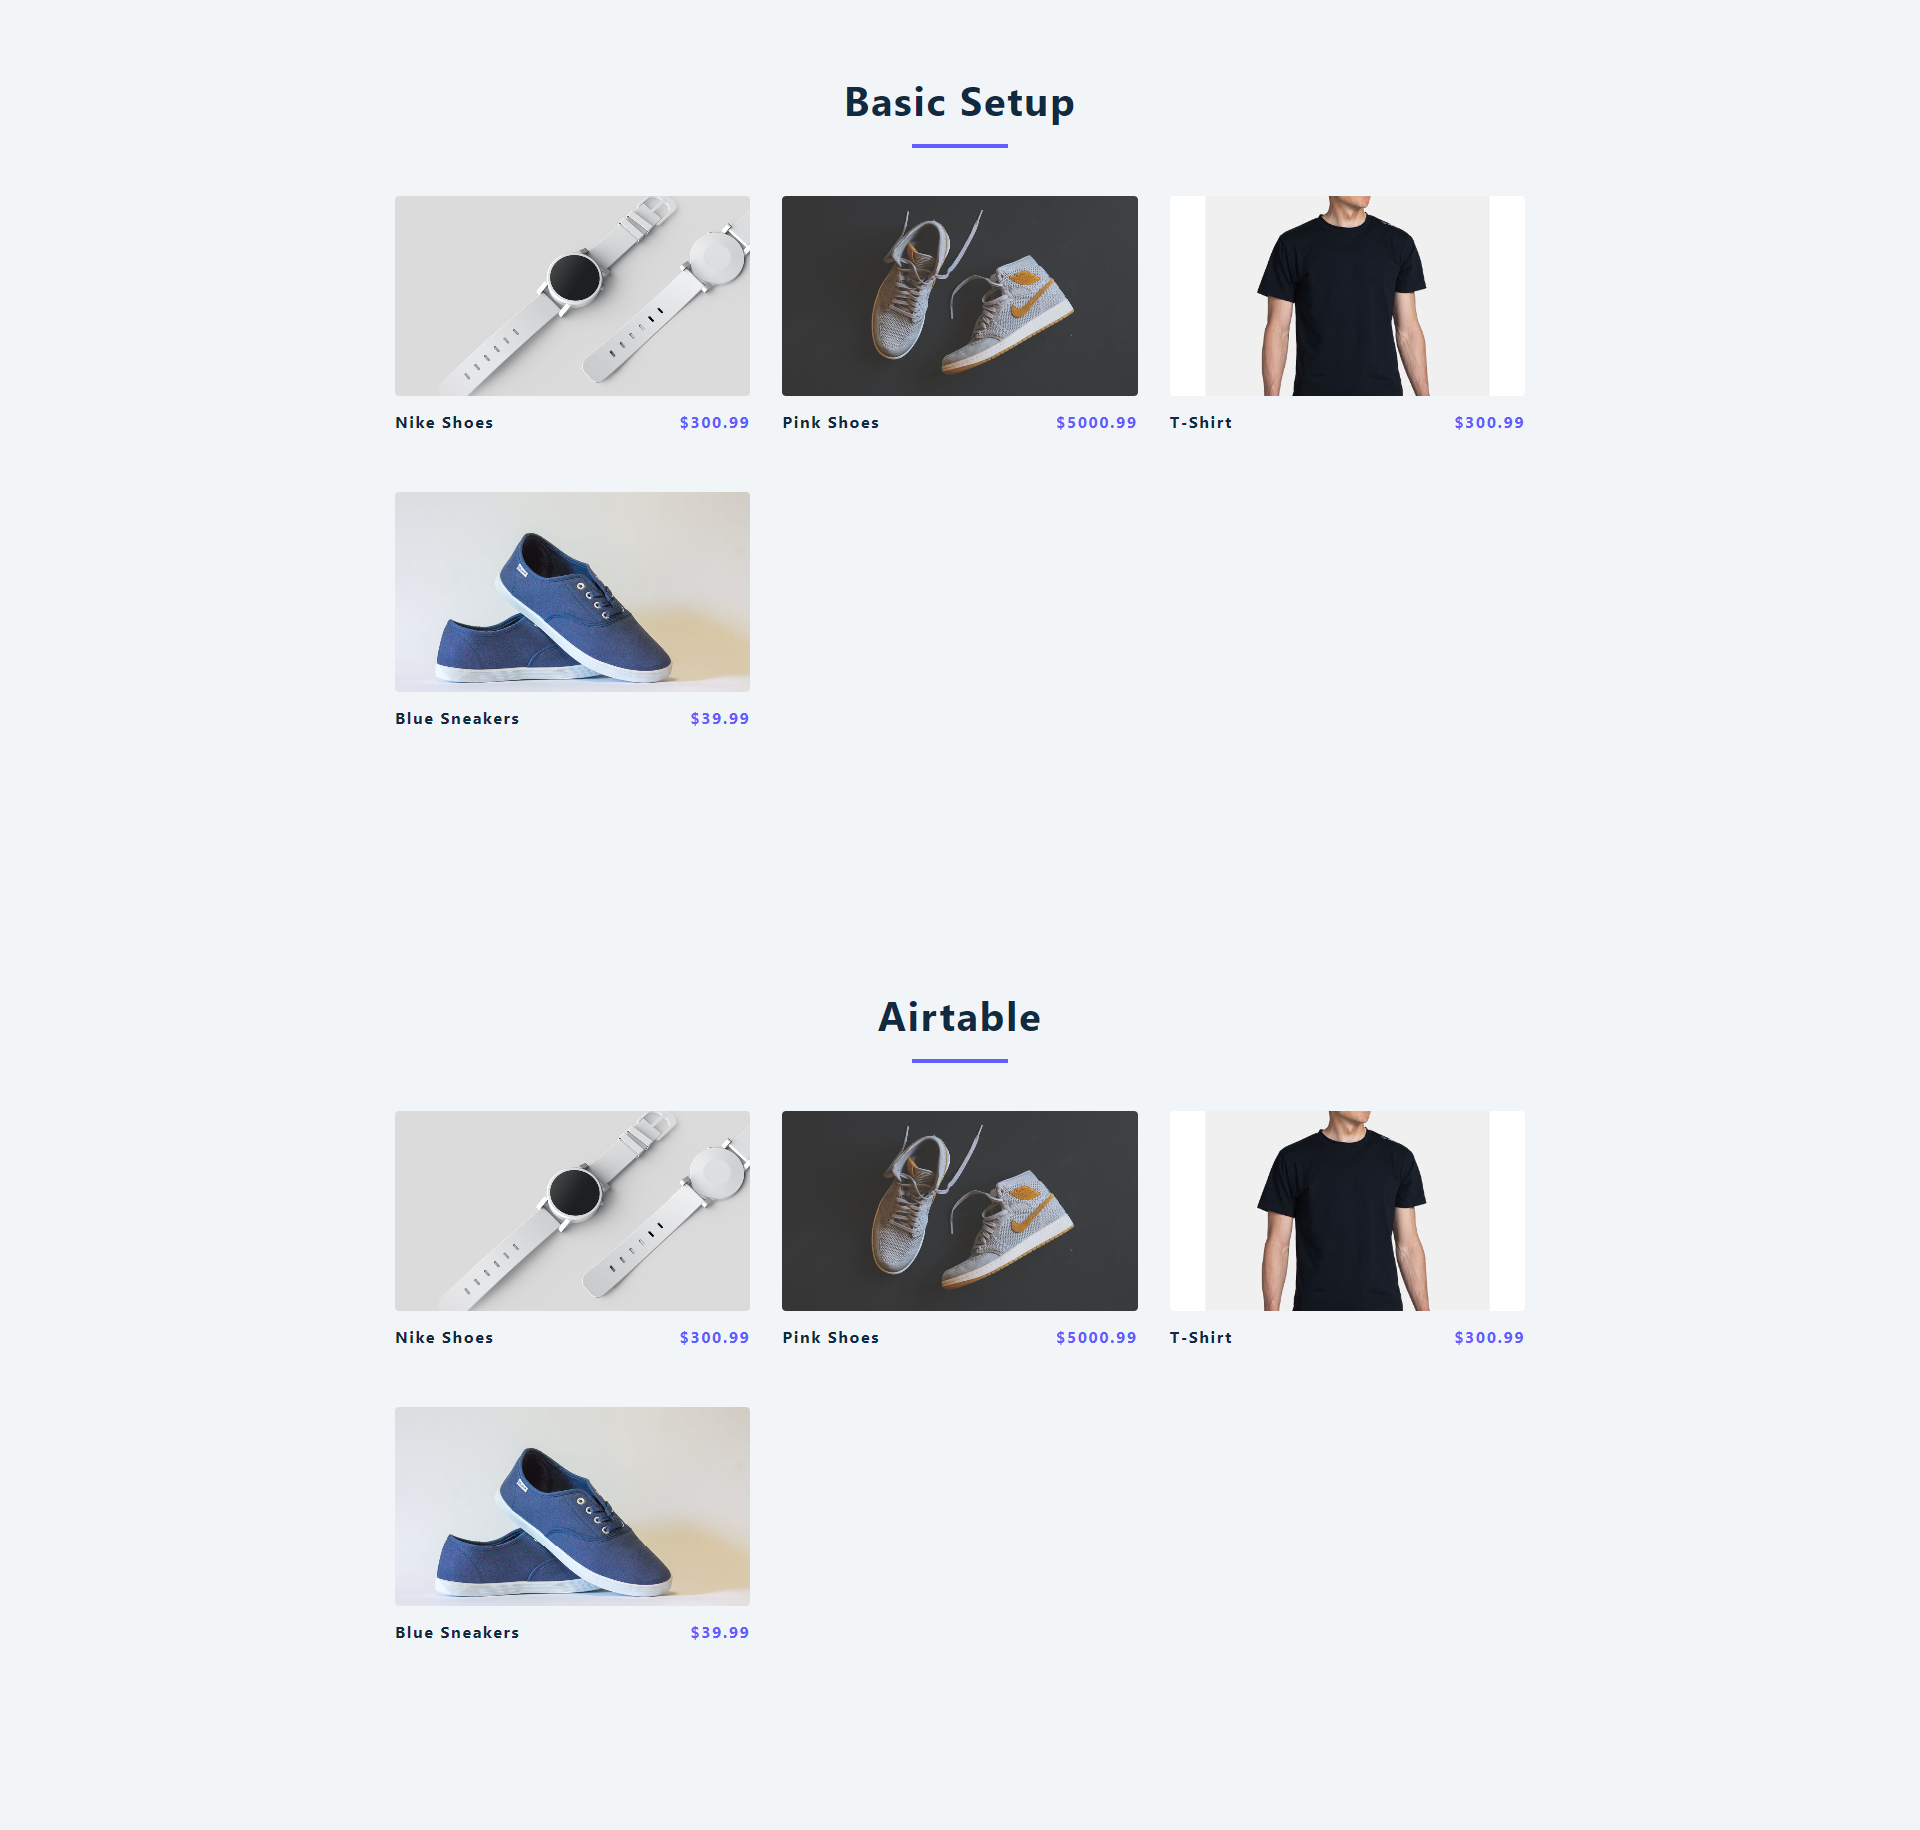 Basic Setup
Nike Shoes $300.99
Pink Shoes $5000.99
T-Shirt $300.99
Blue Sneakers $39.99
Airtable
Nike Shoes $300.99
Pink Shoes $5000.99
T-Shirt $300.99
Blue Sneakers $39.99